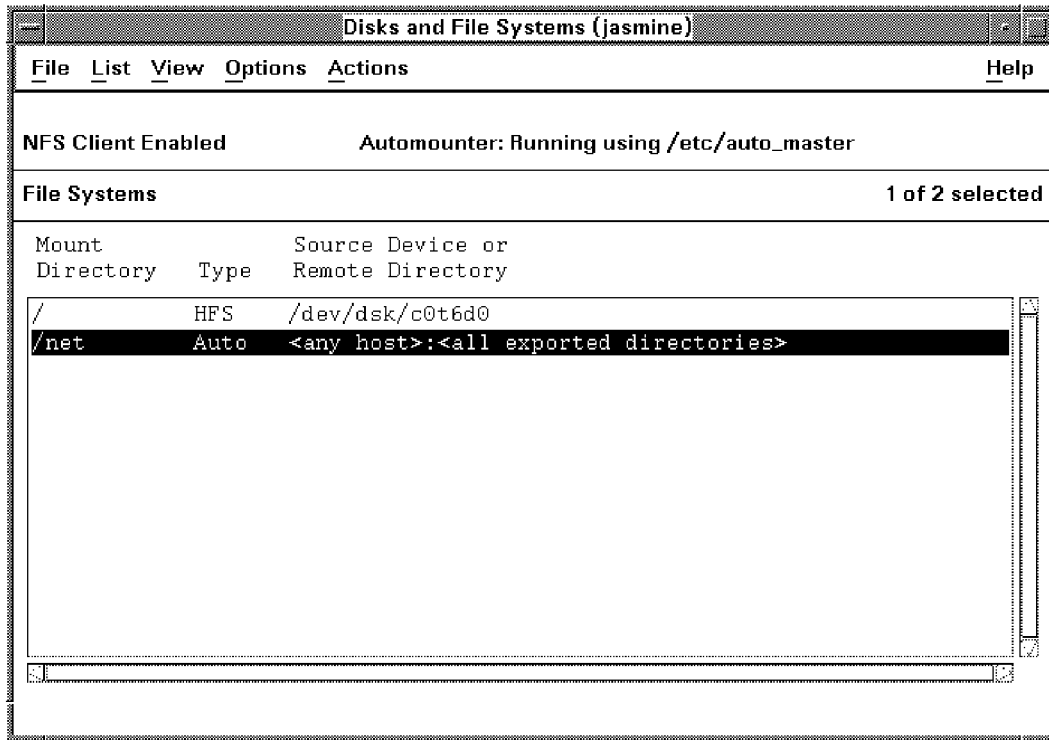 Disks and File Systems (jasmine)
File List View Options Actions Help
NFS Client Enabled Automounter: Running using /etc/auto_master
File Systems 1 of 2 selected
Mount Source Device or
Directory Type Remote Directory
/ HFS /dev/dsk/c0t6d0
/net Auto <any host>:<all exported directories>